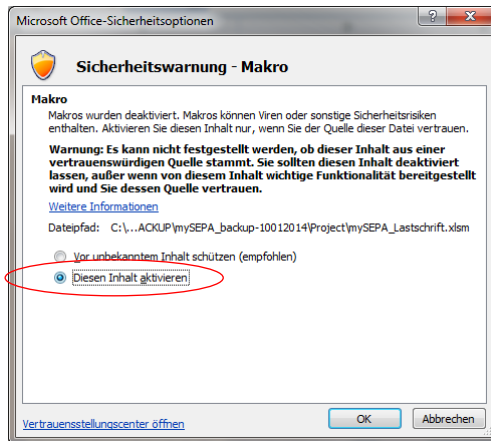 Microsoft Office-Sicherheitsoptionen
Sicherheitswarnung - Makro
Makro
Makros wurden deaktiviert. Makros können Viren oder sonstige Sicherheitsrisiken
enthalten. Aktivieren Sie diesen Inhalt nur, wenn Sie der Quelle dieser Datei vertrauen.
Warnung: Es kann nicht festgestellt werden, ob dieser Inhalt aus einer
vertrauenswürdigen Quelle stammt. Sie sollten diesen Inhalt deaktiviert
lassen, außer wenn von diesem Inhalt wichtige Funktionalität bereitgestellt
wird und Sie dessen Quelle vertrauen.
Weitere Informationen
Dateipfad: C:\...ACKUP\mySEPA_backup-10012014\Project\mySEPA_Lastschrift.xlsm
Vor unbekanntem Inhalt schützen (empfohlen)
Diesen Inhalt aktivieren
Vertrauensstellungscenter öffnen
OK
Abbrechen